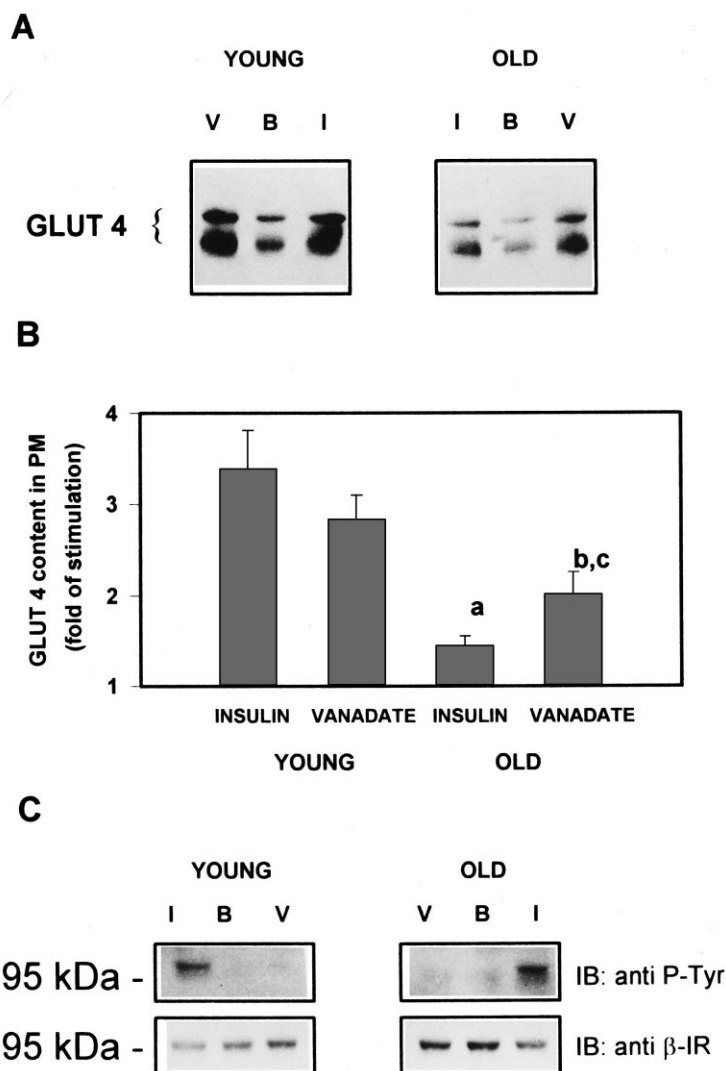 A
YOUNG OLD
V B I I B V
GLUT 4 {
B
GLUT 4 content in PM
(fold of stimulation)
4
3
2
1
a
b,c
INSULIN VANADATE INSULIN VANADATE
YOUNG OLD
C
YOUNG OLD
I B V V B I
95 kDa - IB: anti P-Tyr
95 kDa - IB: anti β-IR